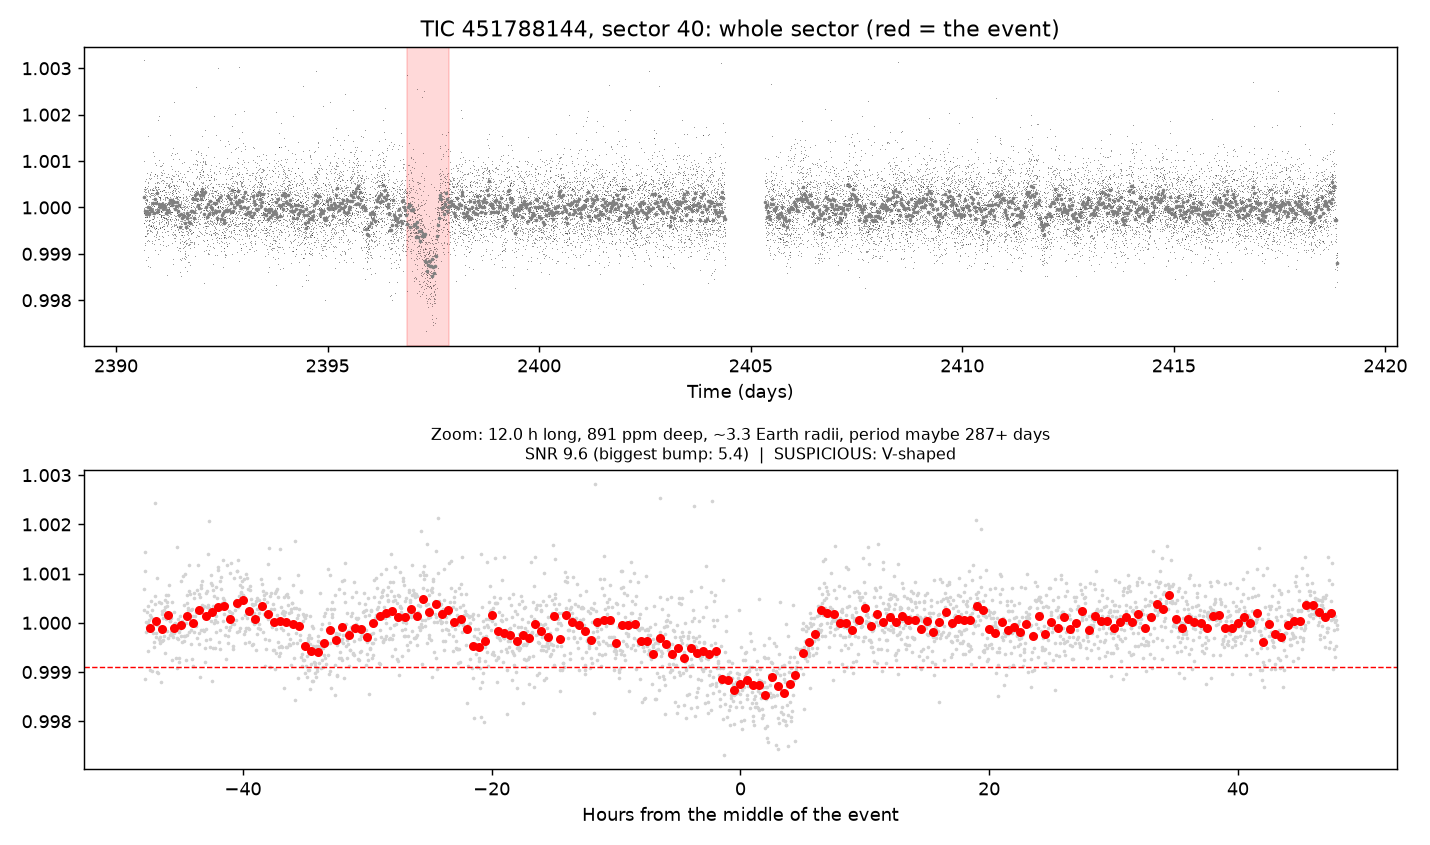 TIC 451788144, sector 40: whole sector (red = the event)
1.003
1.002
1.001
1.000
0.999
0.998
2390 2395 2400 2405 2410 2415 2420
Time (days)
Zoom: 12.0 h long, 891 ppm deep, ~3.3 Earth radii, period maybe 287+ days
SNR 9.6 (biggest bump: 5.4) | SUSPICIOUS: V-shaped
1.003
1.002
1.001
1.000
0.999
0.998
−40 −20 0 20 40
Hours from the middle of the event